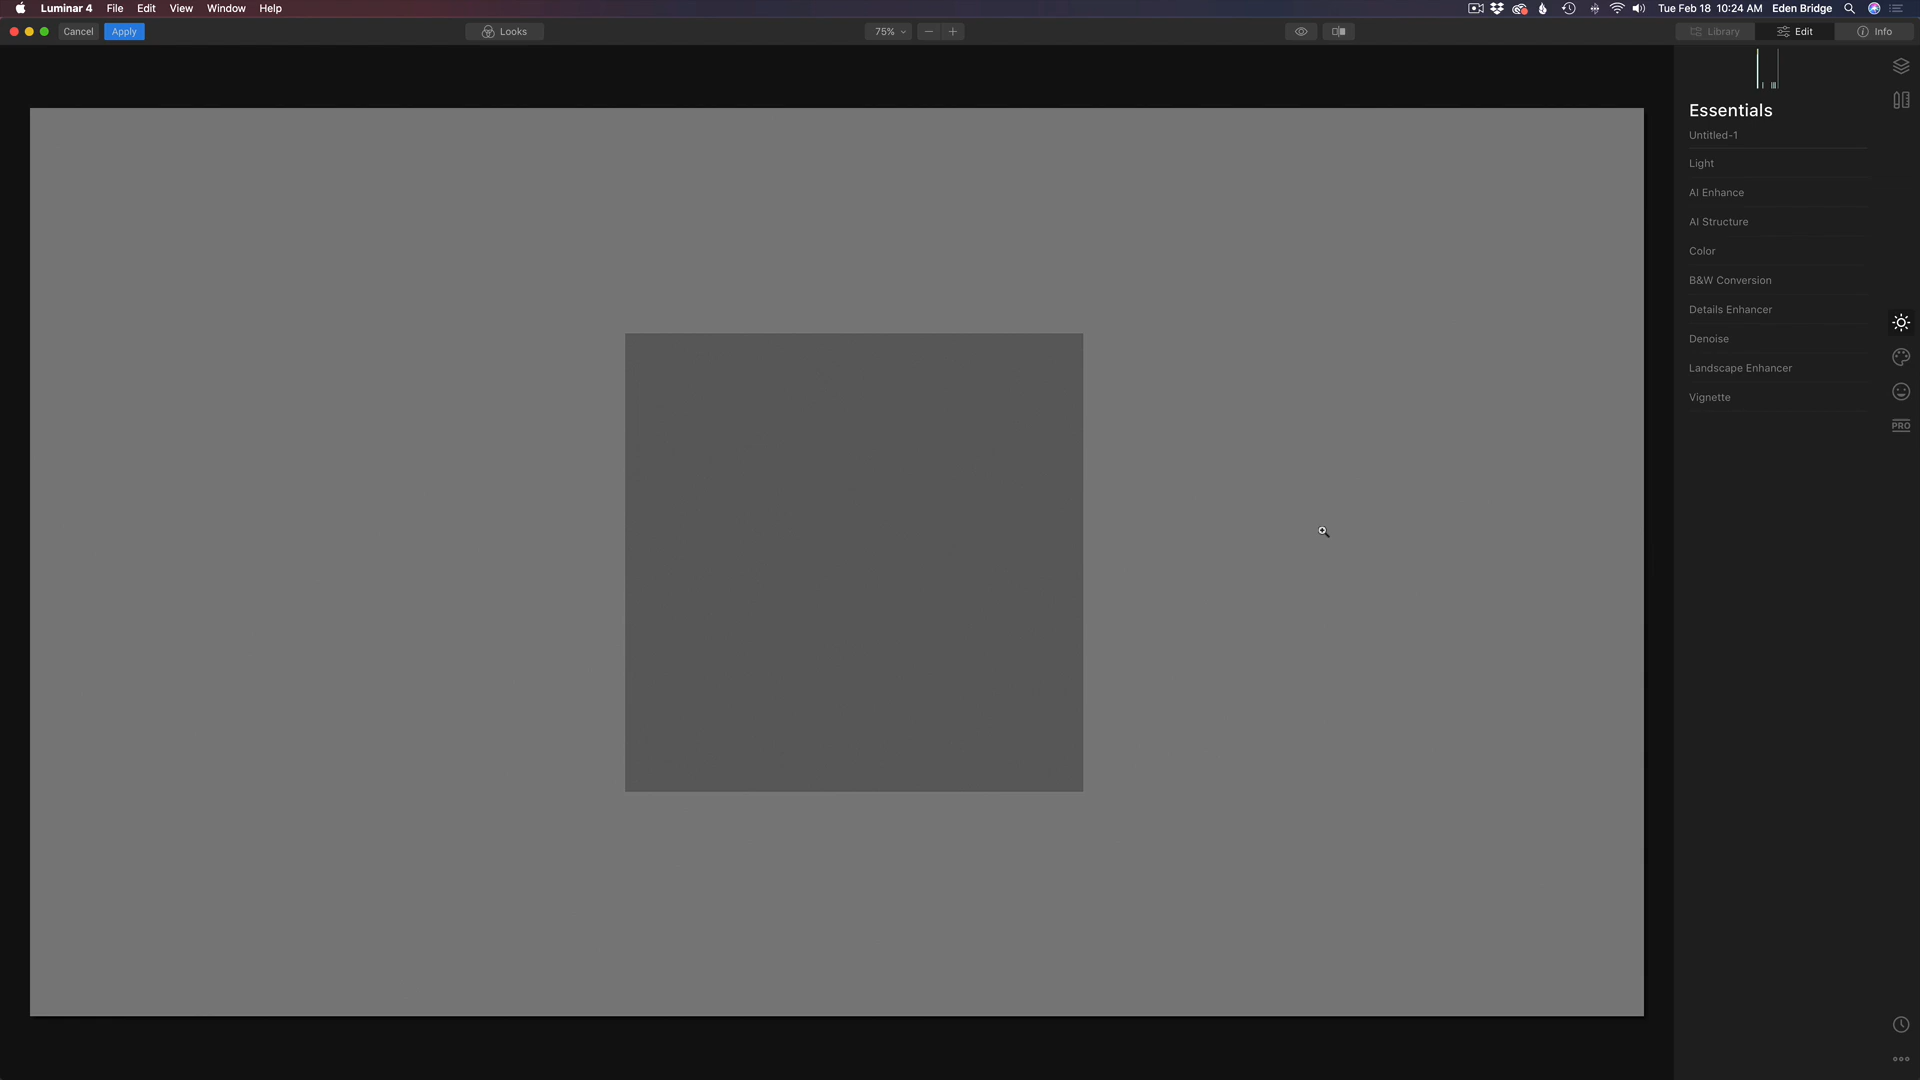 Luminar 4 File Edit View Window Help Tue Feb 18 10:24 AM Eden Bridge
Cancel Apply Looks 75% Library Edit Info
Essentials
Untitled-1
Light
AI Enhance
AI Structure
Color
B&W Conversion
Details Enhancer
Denoise
Landscape Enhancer
Vignette
PRO